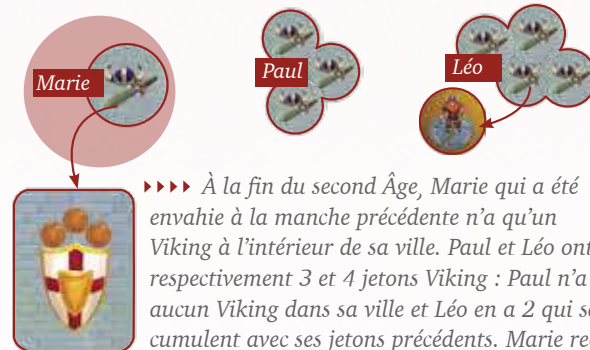 Marie
Paul
Léo
À la fin du second Âge, Marie qui a été
envahie à la manche précédente n'a qu'un
Viking à l'intérieur de sa ville. Paul et Léo ont
respectivement 3 et 4 jetons Viking : Paul n'a
aucun Viking dans sa ville et Léo en a 2 qui
cumulent avec ses jetons précédents. Marie